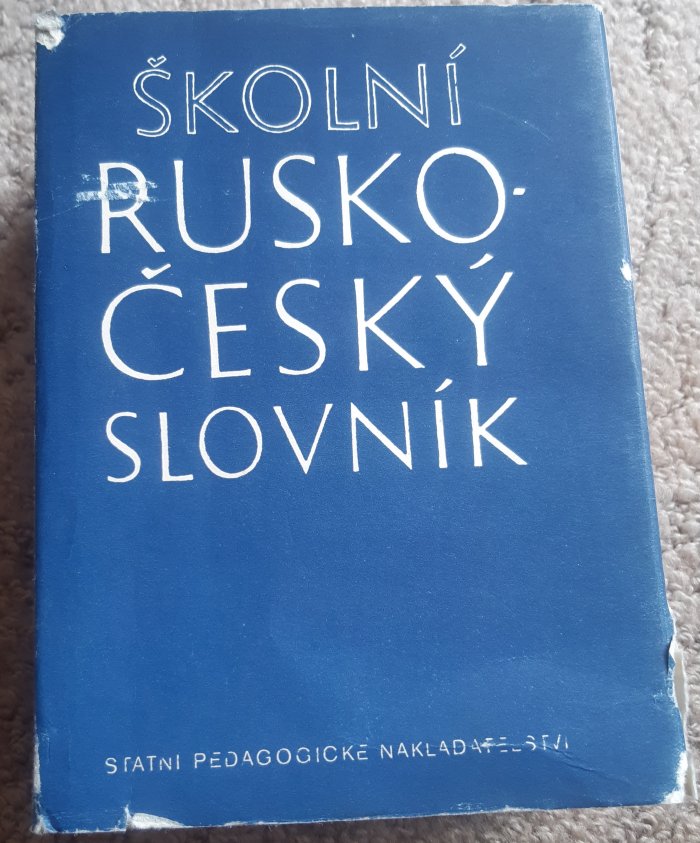 ŠKOLNÍ
RUSKO-
ČESKÝ
SLOVNÍK
STÁTNÍ PEDAGOGICKÉ NAKLADATELSTVÍ